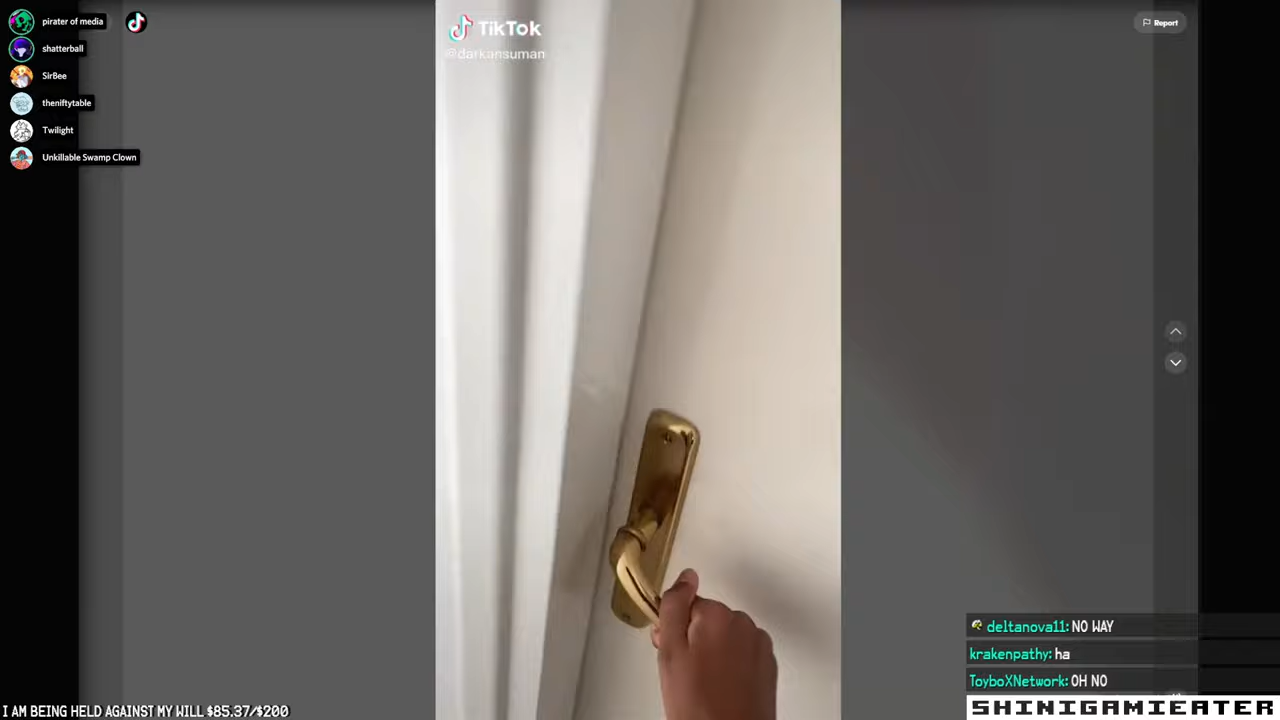 pirater of media
shatterball
SirBee
theniftytable
Twilight
Unkillable Swamp Clown
TikTok
@darkansuman
Report
deltanova11: NO WAY
krakenpathy: ha
ToyboXNetwork: OH NO
I AM BEING HELD AGAINST MY WILL $85.37/$200
SHINIGAMIEATER